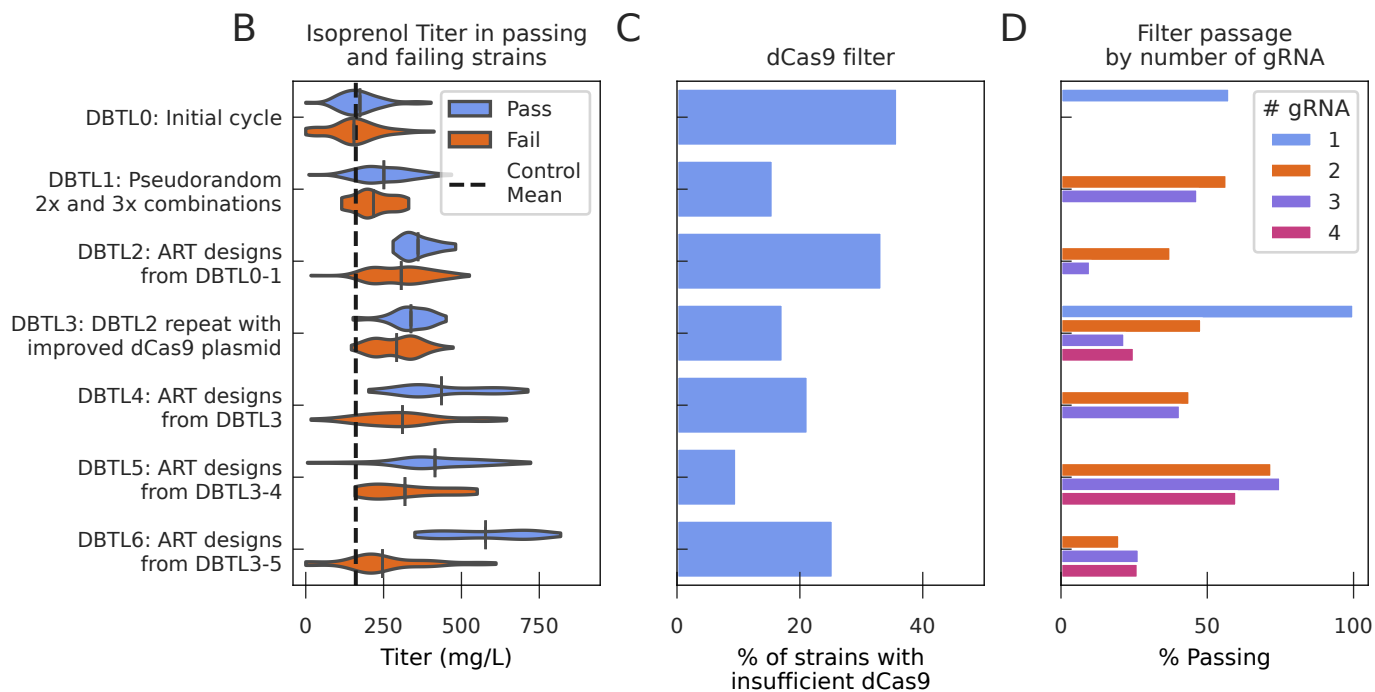 B
Isoprenol Titer in passing
and failing strains
C
dCas9 filter
D
Filter passage
by number of gRNA
DBTL0: Initial cycle
DBTL1: Pseudorandom
2x and 3x combinations
DBTL2: ART designs
from DBTL0-1
DBTL3: DBTL2 repeat with
improved dCas9 plasmid
DBTL4: ART designs
from DBTL3
DBTL5: ART designs
from DBTL3-4
DBTL6: ART designs
from DBTL3-5
Pass
Fail
Control
Mean
# gRNA
1
2
3
4
0 250 500 750
Titer (mg/L)
0 20 40
% of strains with
insufficient dCas9
0 50 100
% Passing